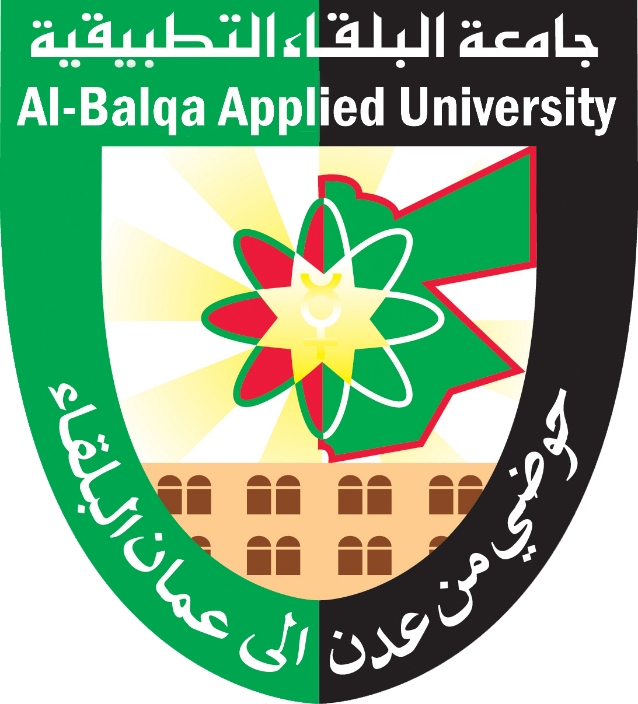 جامعة البلقاء التطبيقية
Al-Balqa Applied University
حوضي من عدن الى عمان البلقاء